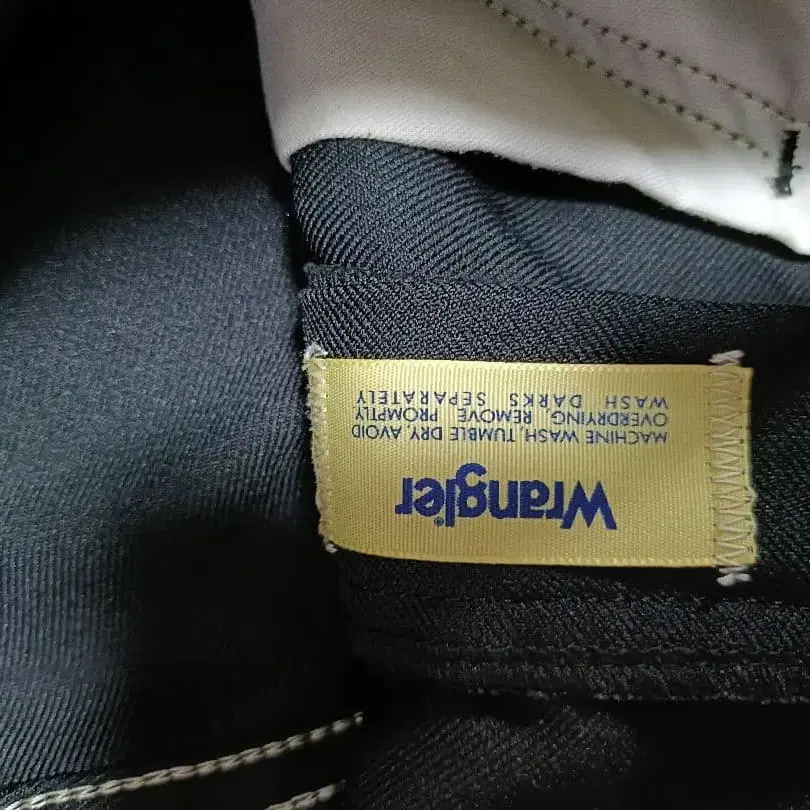 Wrangler®
MACHINE WASH, TUMBLE DRY, AVOID
OVERDRYING, REMOVE PROMPTLY
WASH DARKS SEPARATELY